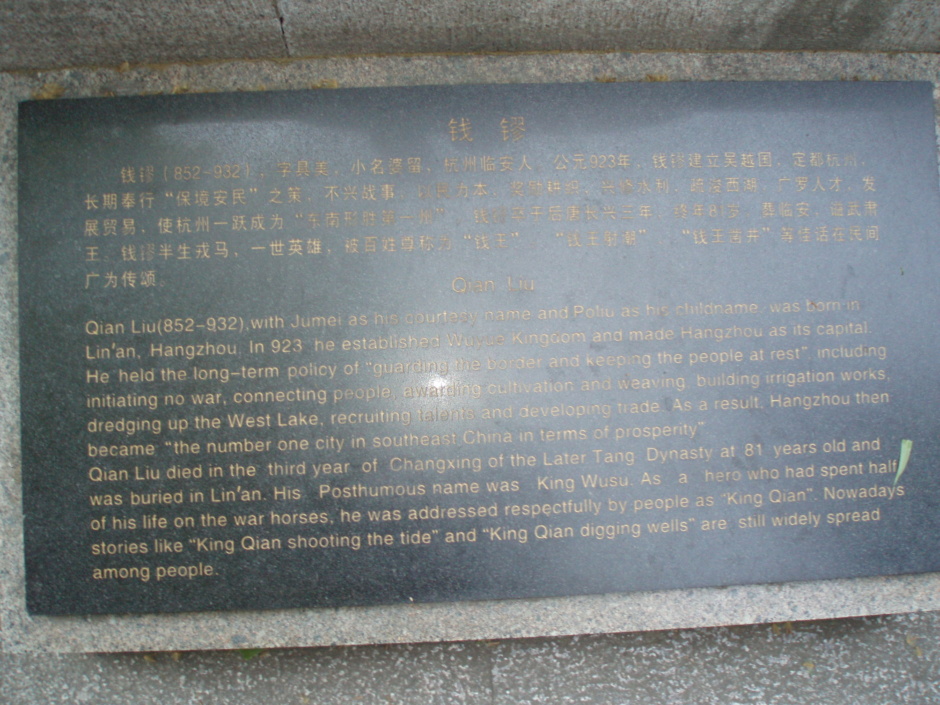 钱 镠
钱镠（852-932），字具美，小名婆留，杭州临安人。公元923年，钱镠建立吴越国，定都杭州，
长期奉行“保境安民”之策，不兴战事，以民为本，奖励耕织，兴修水利，疏浚西湖，广罗人才，发
展贸易，使杭州一跃成为“东南形胜第一州”。钱镠卒于后唐长兴三年，终年81岁，葬临安，谥武肃
王。钱镠半生戎马，一世英雄，被百姓尊称为“钱王”。“钱王射潮”、“钱王凿井”等佳话在民间
广为传颂。
Qian Liu
Qian Liu(852-932),with Jumei as his courtesy name and Poliu as his childname, was born in
Lin'an, Hangzhou. In 923 he established Wuyue Kingdom and made Hangzhou as its capital.
He held the long-term policy of "guarding the border and keeping the people at rest", including
initiating no war, connecting people, awarding cultivation and weaving, building irrigation works,
dredging up the West Lake, recruiting talents and developing trade. As a result, Hangzhou then
became "the number one city in southeast China in terms of prosperity"
Qian Liu died in the third year of Changxing of the Later Tang Dynasty at 81 years old and
was buried in Lin'an. His Posthumous name was King Wusu. As a hero who had spent half
of his life on the war horses, he was addressed respectfully by people as "King Qian". Nowadays
stories like "King Qian shooting the tide" and "King Qian digging wells" are still widely spread
among people.